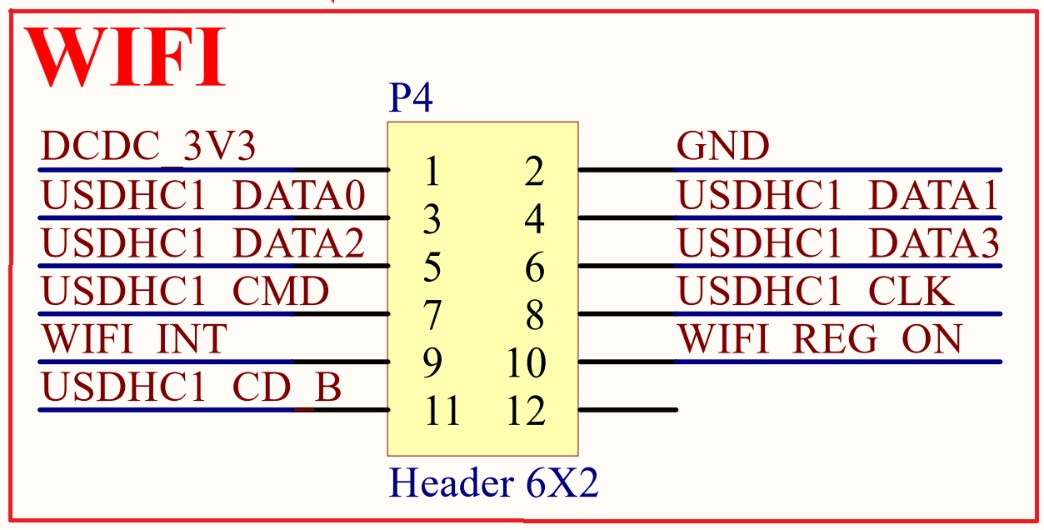 WIFI
P4
DCDC_3V3 1 2 GND
USDHC1_DATA0 3 4 USDHC1_DATA1
USDHC1_DATA2 5 6 USDHC1_DATA3
USDHC1_CMD 7 8 USDHC1_CLK
WIFI_INT 9 10 WIFI_REG_ON
USDHC1_CD_B 11 12
Header 6X2